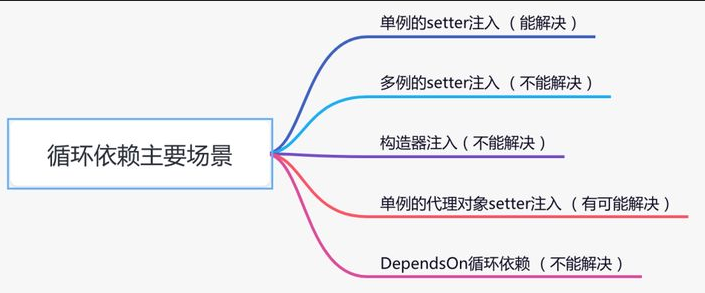 单例的setter注入（能解决）
多例的setter注入（不能解决）
构造器注入（不能解决）
循环依赖主要场景
单例的代理对象setter注入（有可能解决）
DependsOn循环依赖（不能解决）